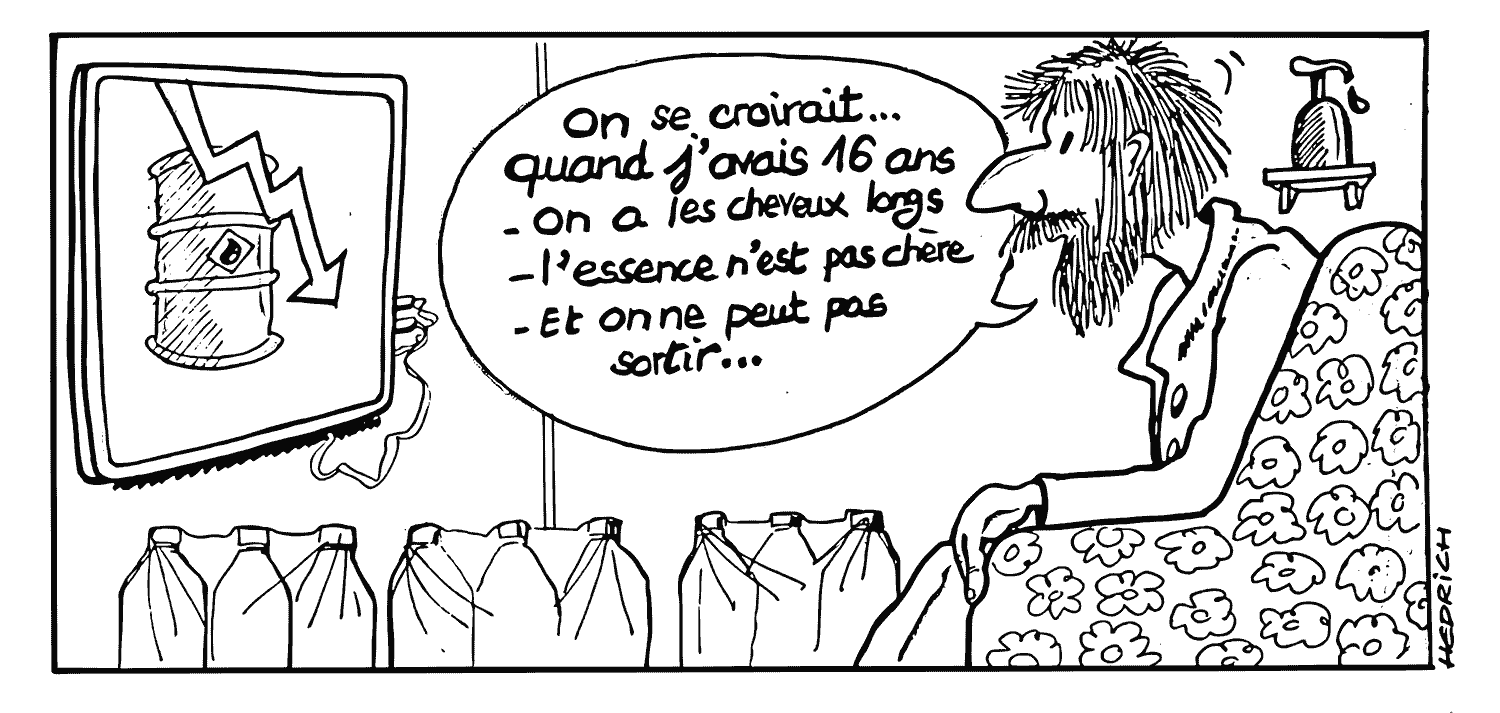 On se croirait...
quand j'avais 16 ans
- On a les cheveux longs
- l'essence n'est pas chère
- Et on ne peut pas
sortir...
HEDRICH